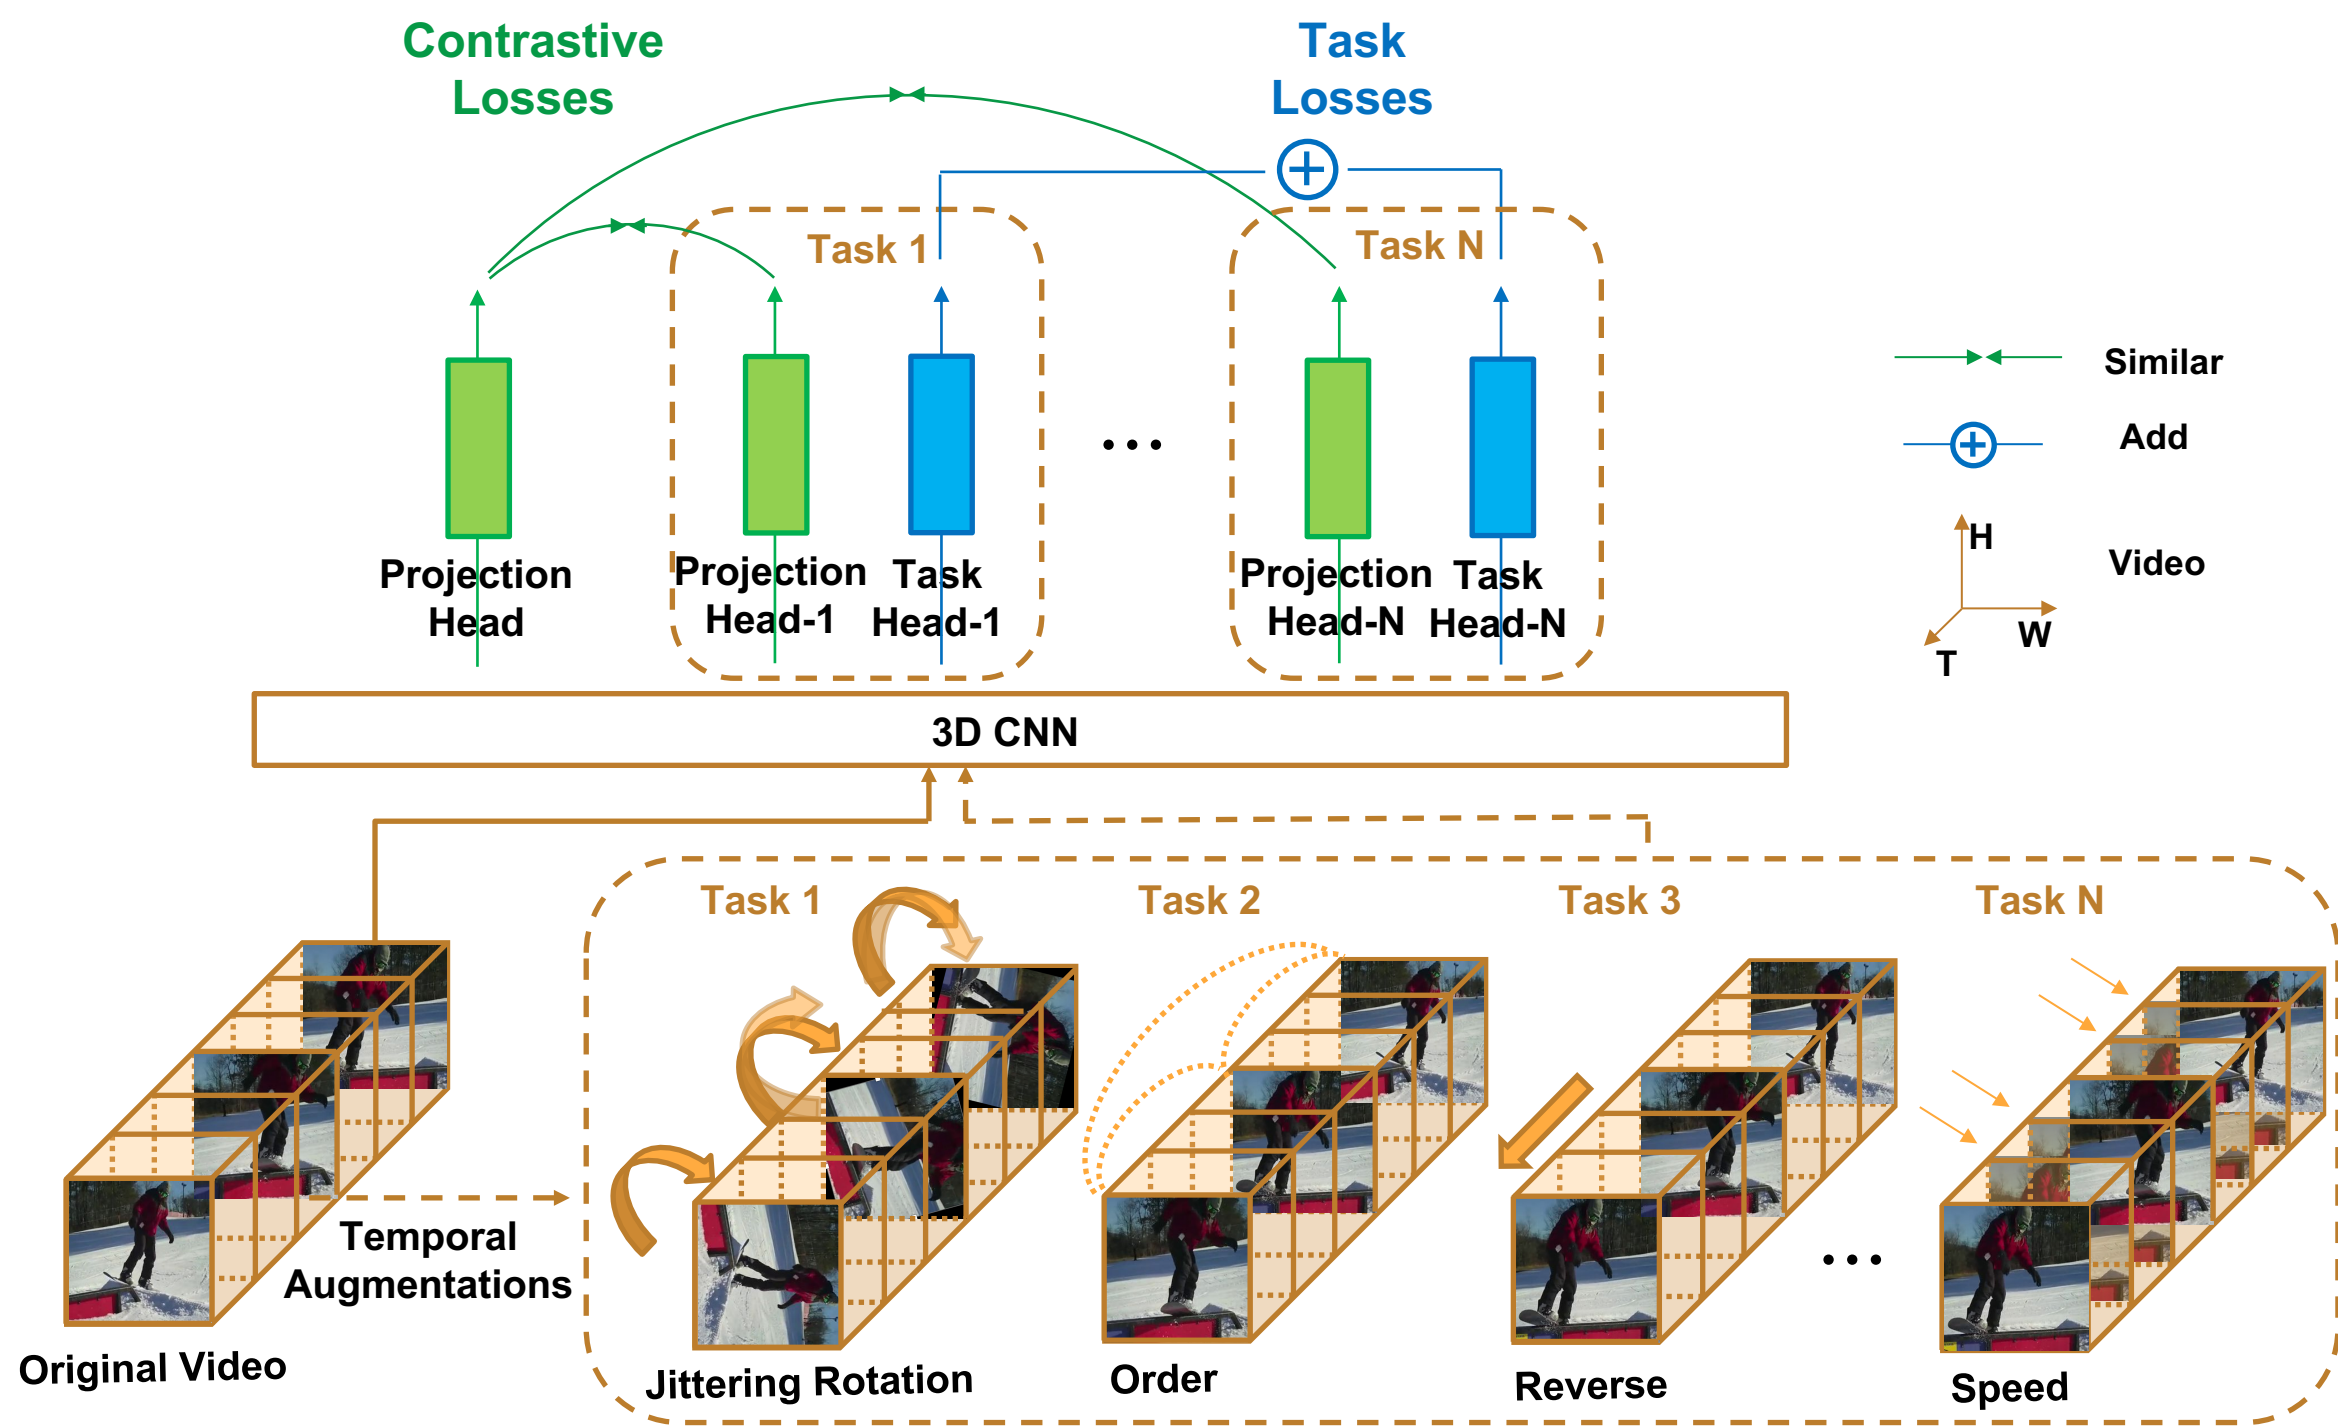 Contrastive
Losses
Task
Losses
Task 1
Task N
Projection
Head
Projection
Head-1
Task
Head-1
...
Projection
Head-N
Task
Head-N
Similar
Add
H
W
T
Video
3D CNN
Task 1
Task 2
Task 3
Task N
Temporal
Augmentations
...
Original Video
Jittering Rotation
Order
Reverse
Speed